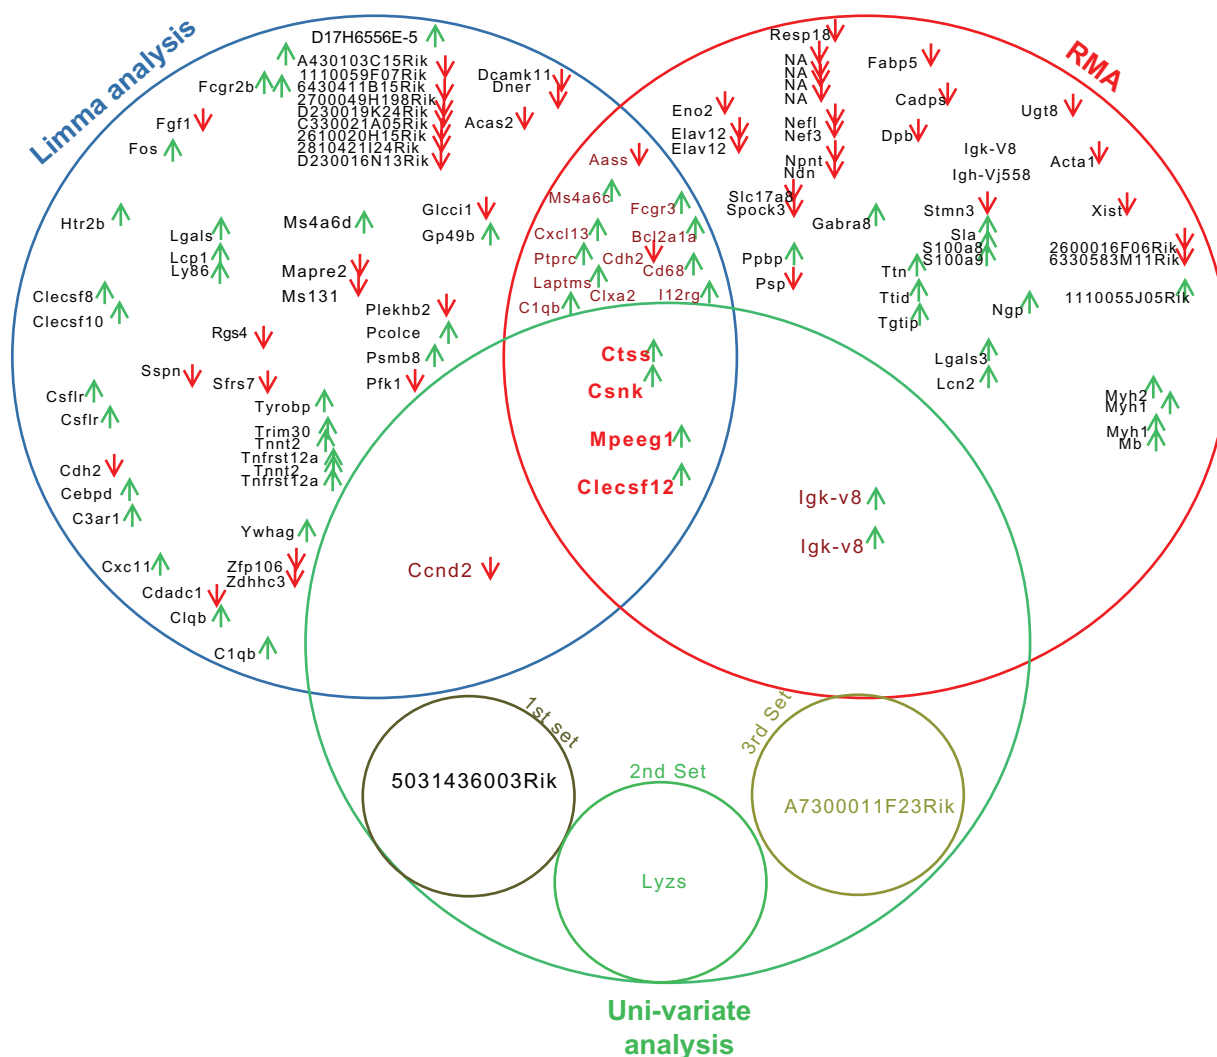 Limma analysis
D17H6556E-5
A430103C15Rik
1110059F07Rik
Fcgr2b
6430411B15Rik
2700049H198Rik
D230019K24Rik
C330021A05Rik
2610020H15Rik
2810421I24Rik
D230016N13Rik
Dcamk11
Dner
Acas2
Fgf1
Fos
Htr2b
Lgals
Lcp1
Ly86
Ms4a6d
Glcci1
Gp49b
Mapre2
Ms131
Clecsf8
Clecsf10
Plekhb2
Pcolce
Psmb8
Pfk1
Rgs4
Sspn
Sfrs7
Csflr
Csflr
Tyrobp
Trim30
Tnnt2
Tnfrst12a
Tnnt2
Tnfrst12a
Cdh2
Cebpd
C3ar1
Ywhag
Cxc11
Zfp106
Zdhhc3
Cdadc1
Clqb
C1qb
Aass
Ms4a6c
Fcgr3
Cxcl13
Bcl2a1a
Ptprc
Cdh2
Cd68
Laptms
Clxa2
I12rg
C1qb
Ctss
Csnk
Mpeeg1
Clecsf12
RMA
Resp18
NA
NA
NA
NA
Fabp5
Cadps
Ugt8
Eno2
Elav12
Elav12
Nefl
Nef3
Dpb
Npnt
Ndn
Igk-V8
Igh-Vj558
Acta1
Slc17a8
Spock3
Gabra8
Stmn3
Sla
S100a8
S100a9
Xist
2600016F06Rik
6330583M11Rik
1110055J05Rik
Ppbp
Psp
Ttn
Ttid
Tgtip
Ngp
Lgals3
Lcn2
Myh2
Myh1
Myh1
Mb
Igk-v8
Igk-v8
Ccnd2
1st set
5031436003Rik
2nd Set
Lyzs
3rd Set
A7300011F23Rik
Uni-variate
analysis